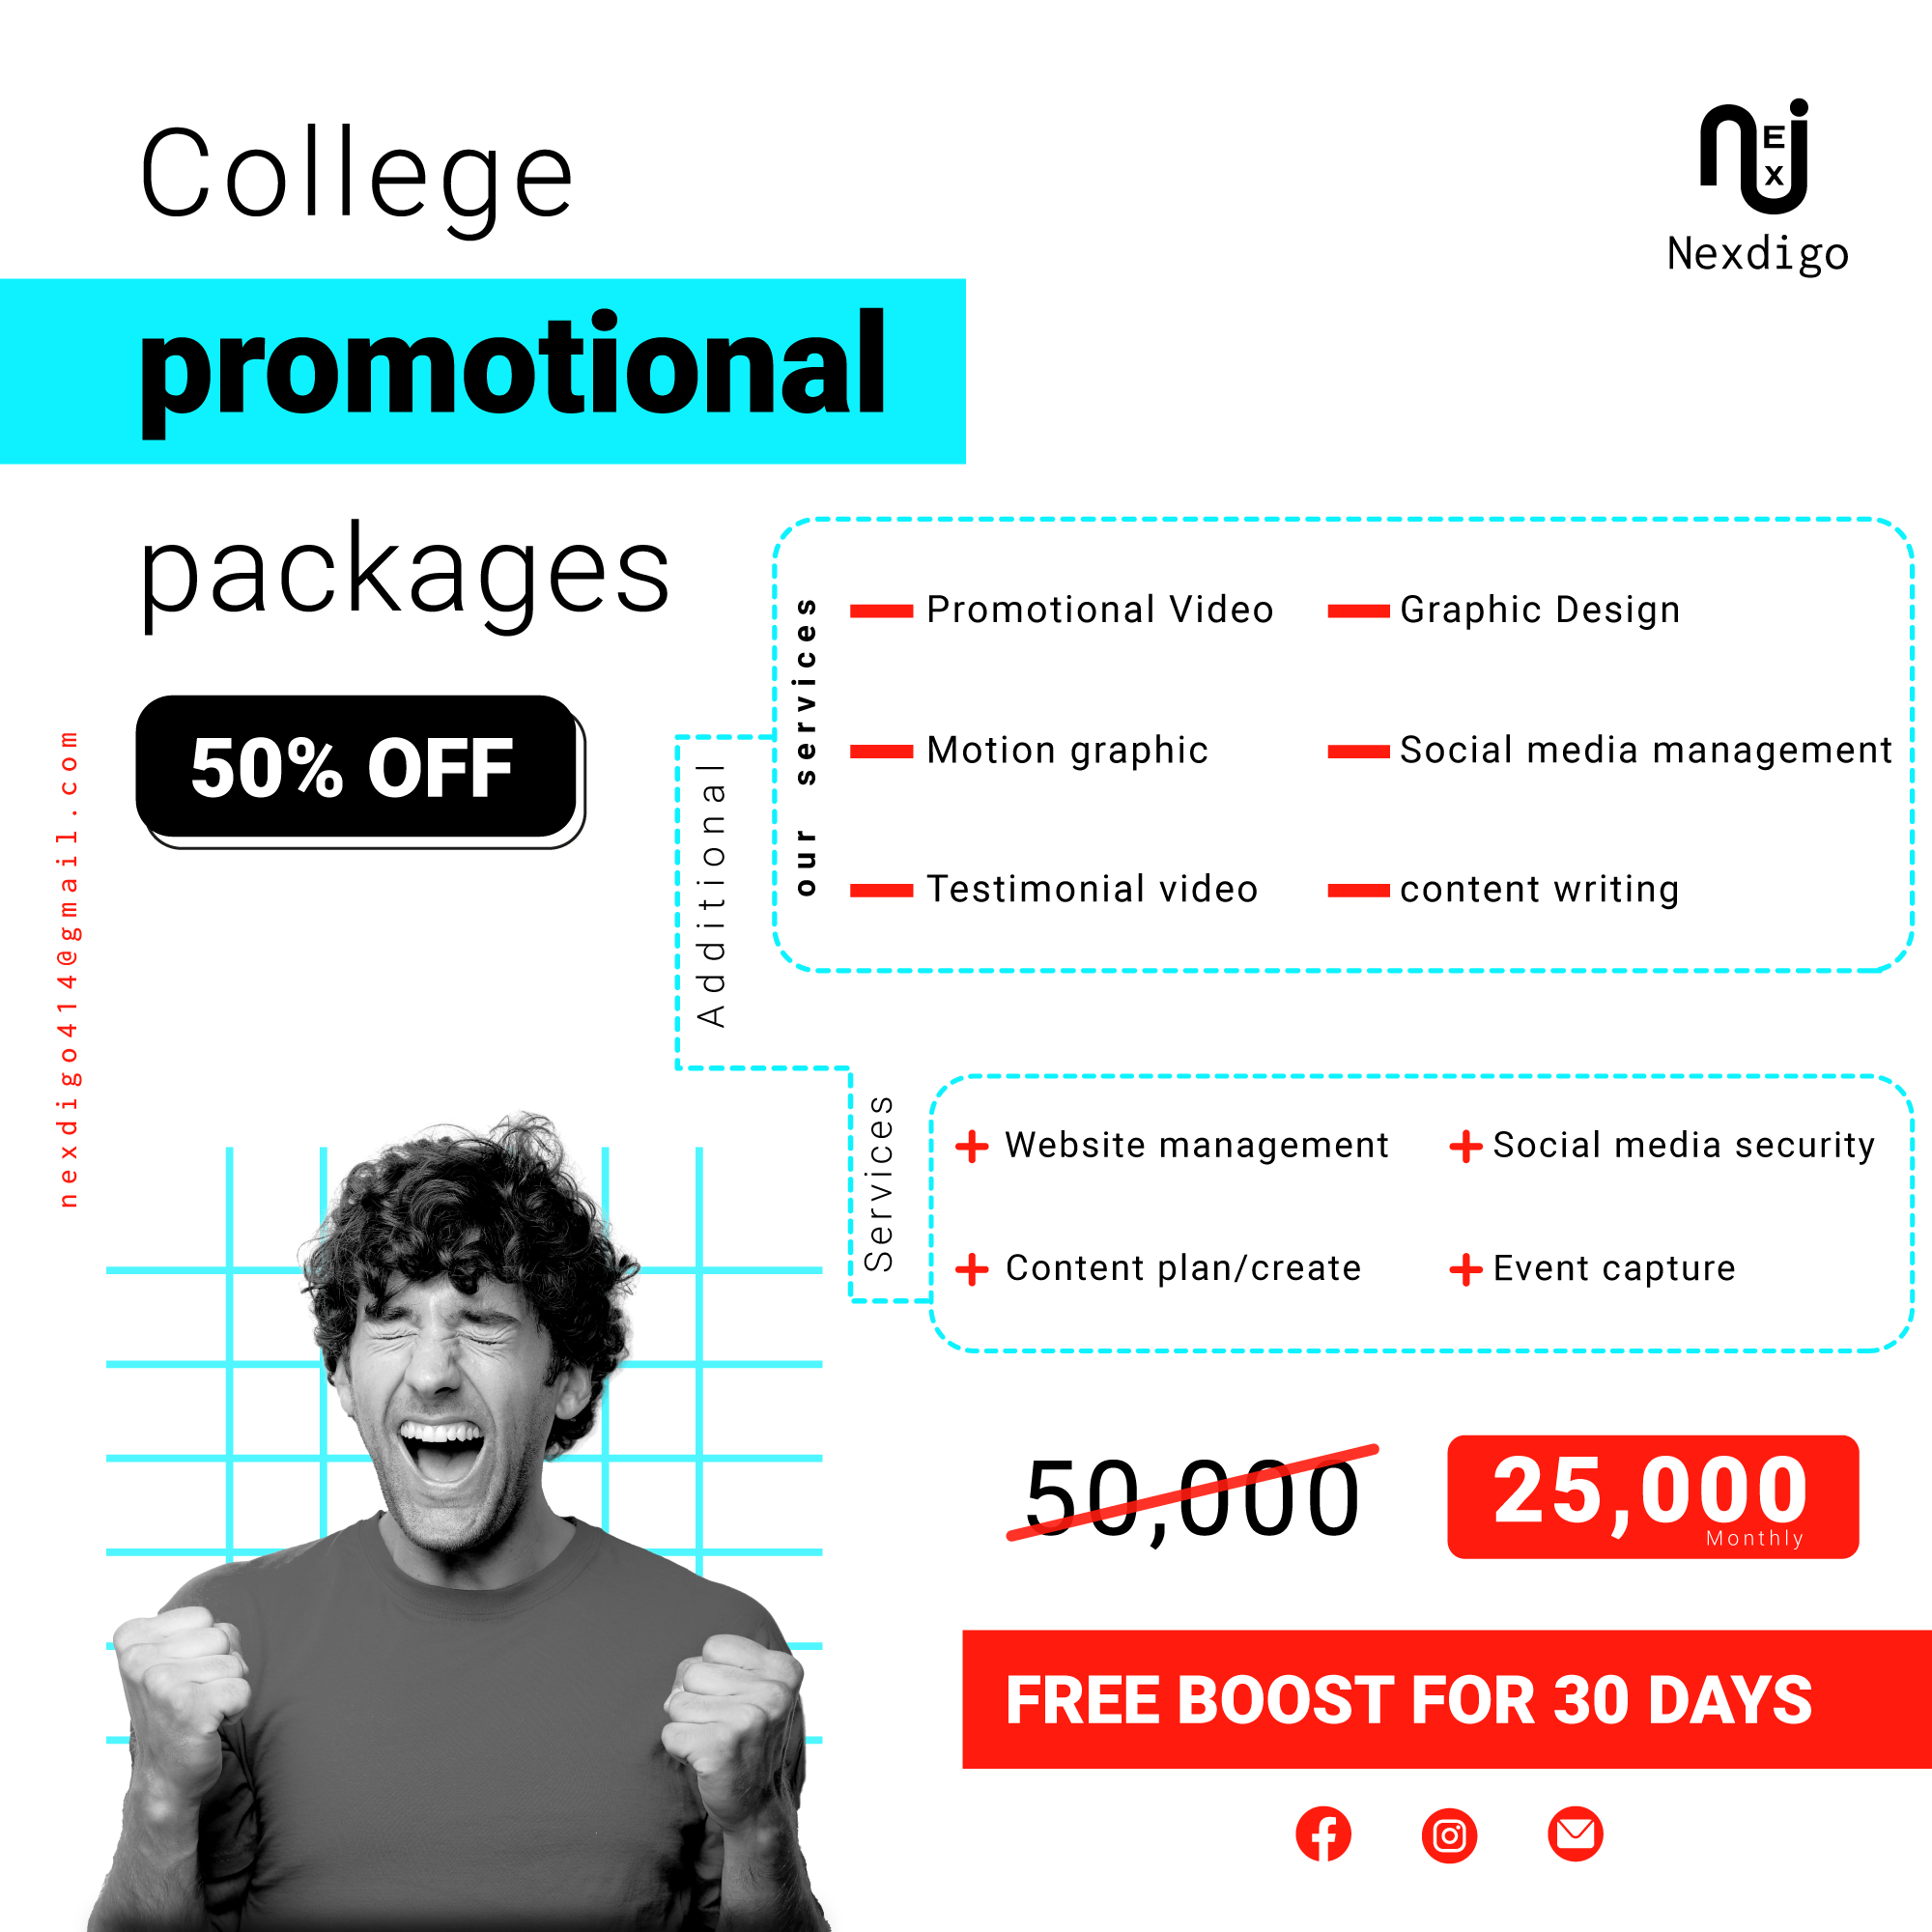 College
promotional
packages
50% OFF
nEXj
Nexdigo
nexdigo414@gmail.com
our services
Promotional Video
Graphic Design
Motion graphic
Social media management
Testimonial video
content writing
Additional
Services
Website management
Social media security
Content plan/create
Event capture
50,000
25,000
Monthly
FREE BOOST FOR 30 DAYS